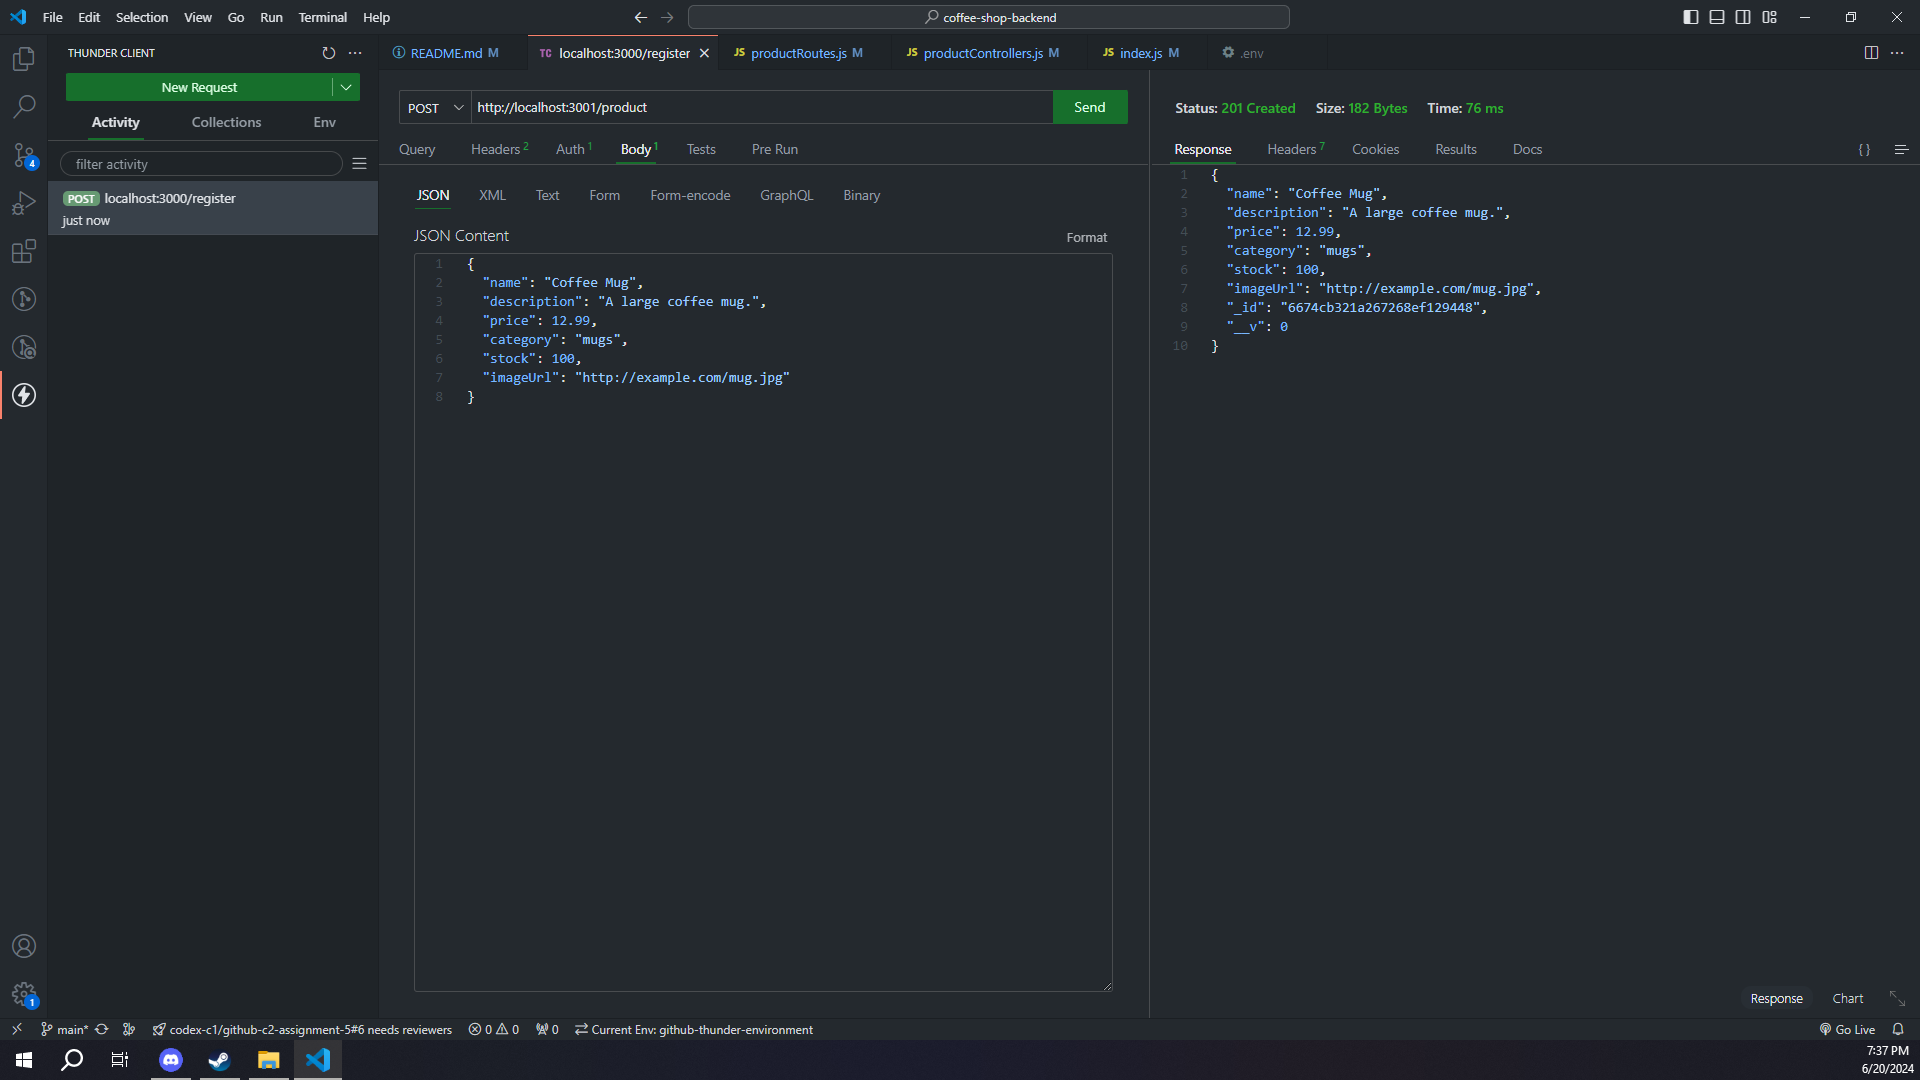 File Edit Selection View Go Run Terminal Help
coffee-shop-backend
THUNDER CLIENT
New Request
Activity Collections Env
filter activity
POST localhost:3000/register
just now
README.md M
TC localhost:3000/register
JS productRoutes.js M
JS productControllers.js M
JS index.js M
.env
POST http://localhost:3001/product Send
Query Headers 2 Auth 1 Body 1 Tests Pre Run
JSON XML Text Form Form-encode GraphQL Binary
JSON Content Format
1 {
2 "name": "Coffee Mug",
3 "description": "A large coffee mug.",
4 "price": 12.99,
5 "category": "mugs",
6 "stock": 100,
7 "imageUrl": "http://example.com/mug.jpg"
8 }
Status: 201 Created Size: 182 Bytes Time: 76 ms
Response Headers 7 Cookies Results Docs { }
1 {
2 "name": "Coffee Mug",
3 "description": "A large coffee mug.",
4 "price": 12.99,
5 "category": "mugs",
6 "stock": 100,
7 "imageUrl": "http://example.com/mug.jpg",
8 "_id": "6674cb321a267268ef129448",
9 "__v": 0
10 }
Response Chart
4
1
main* codex-c1/github-c2-assignment-5#6 needs reviewers 0 0 0 Current Env: github-thunder-environment Go Live
7:37 PM
6/20/2024